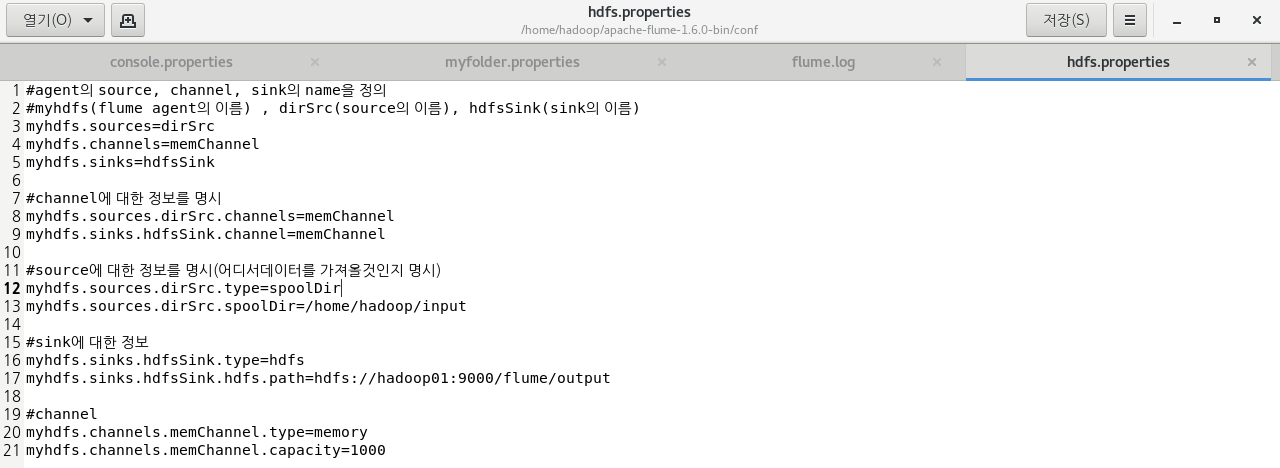 열기(O)
hdfs.properties
/home/hadoop/apache-flume-1.6.0-bin/conf
저장(S)
console.properties
myfolder.properties
flume.log
hdfs.properties
1 #agent의 source, channel, sink의 name을 정의
2 #myhdfs(flume agent의 이름) , dirSrc(source의 이름), hdfsSink(sink의 이름)
3 myhdfs.sources=dirSrc
4 myhdfs.channels=memChannel
5 myhdfs.sinks=hdfsSink
6
7 #channel에 대한 정보를 명시
8 myhdfs.sources.dirSrc.channels=memChannel
9 myhdfs.sinks.hdfsSink.channel=memChannel
10
11 #source에 대한 정보를 명시(어디서데이터를 가져올것인지 명시)
12 myhdfs.sources.dirSrc.type=spoolDir
13 myhdfs.sources.dirSrc.spoolDir=/home/hadoop/input
14
15 #sink에 대한 정보
16 myhdfs.sinks.hdfsSink.type=hdfs
17 myhdfs.sinks.hdfsSink.hdfs.path=hdfs://hadoop01:9000/flume/output
18
19 #channel
20 myhdfs.channels.memChannel.type=memory
21 myhdfs.channels.memChannel.capacity=1000